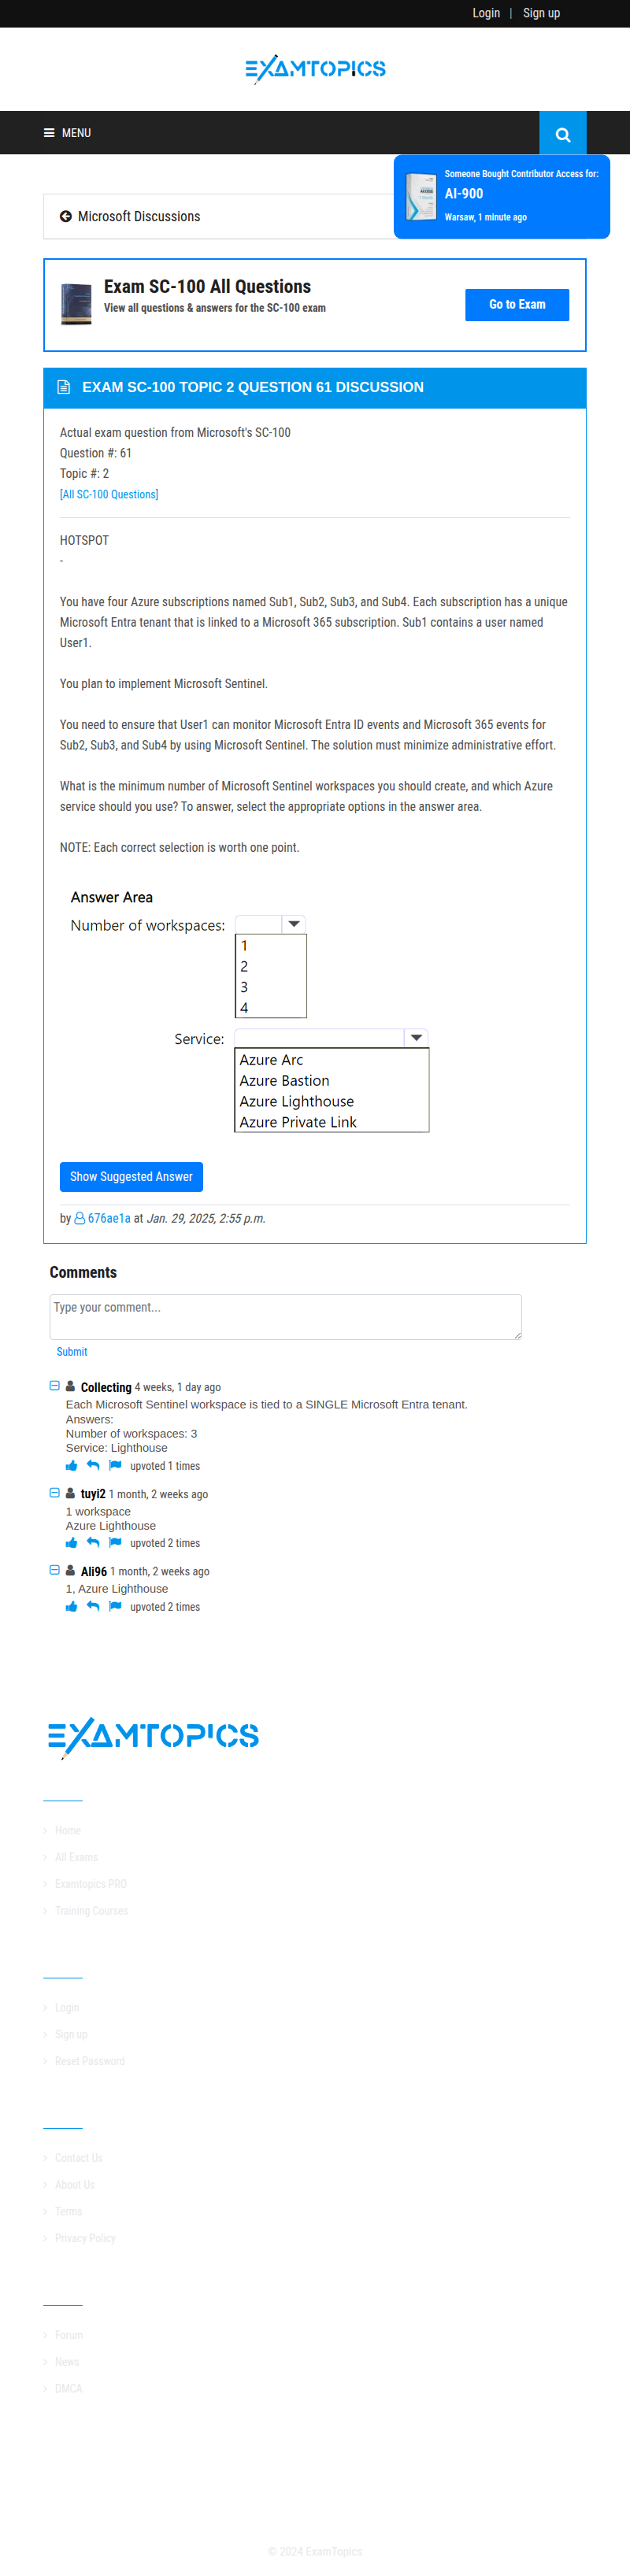 Login | Sign up
EXAMTOPICS
MENU
Someone Bought Contributor Access for:
AI-900
Warsaw, 1 minute ago
Microsoft Discussions
Exam SC-100 All Questions
View all questions & answers for the SC-100 exam
Go to Exam
EXAM SC-100 TOPIC 2 QUESTION 61 DISCUSSION
Actual exam question from Microsoft's SC-100
Question #: 61
Topic #: 2
[All SC-100 Questions]
HOTSPOT
-
You have four Azure subscriptions named Sub1, Sub2, Sub3, and Sub4. Each subscription has a unique
Microsoft Entra tenant that is linked to a Microsoft 365 subscription. Sub1 contains a user named
User1.
You plan to implement Microsoft Sentinel.
You need to ensure that User1 can monitor Microsoft Entra ID events and Microsoft 365 events for
Sub2, Sub3, and Sub4 by using Microsoft Sentinel. The solution must minimize administrative effort.
What is the minimum number of Microsoft Sentinel workspaces you should create, and which Azure
service should you use? To answer, select the appropriate options in the answer area.
NOTE: Each correct selection is worth one point.
Answer Area
Number of workspaces:
1
2
3
4
Service:
Azure Arc
Azure Bastion
Azure Lighthouse
Azure Private Link
Show Suggested Answer
by 676ae1a at Jan. 29, 2025, 2:55 p.m.
Comments
Type your comment...
Submit
Collecting 4 weeks, 1 day ago
Each Microsoft Sentinel workspace is tied to a SINGLE Microsoft Entra tenant.
Answers:
Number of workspaces: 3
Service: Lighthouse
upvoted 1 times
tuyi2 1 month, 2 weeks ago
1 workspace
Azure Lighthouse
upvoted 2 times
Ali96 1 month, 2 weeks ago
1, Azure Lighthouse
upvoted 2 times
EXAMTOPICS
Home
All Exams
Examtopics PRO
Training Courses
Login
Sign up
Reset Password
Contact Us
About Us
Terms
Privacy Policy
Forum
News
DMCA
© 2024 ExamTopics